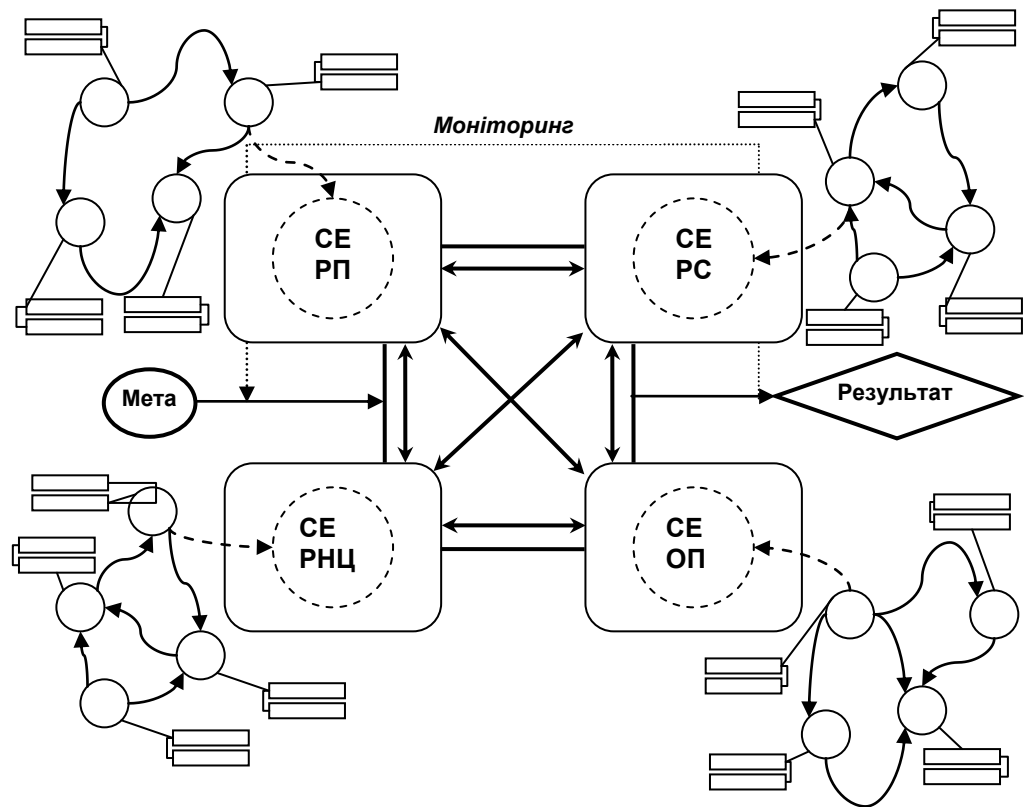 Моніторинг
СЕ
РП
СЕ
РС
Мета
Результат
СЕ
РНЦ
СЕ
ОП